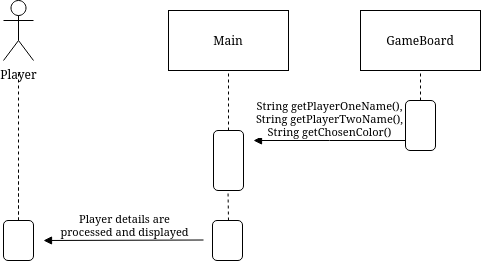 Player
Main
GameBoard
String getPlayerOneName(),
String getPlayerTwoName(),
String getChosenColor()
Player details are
processed and displayed